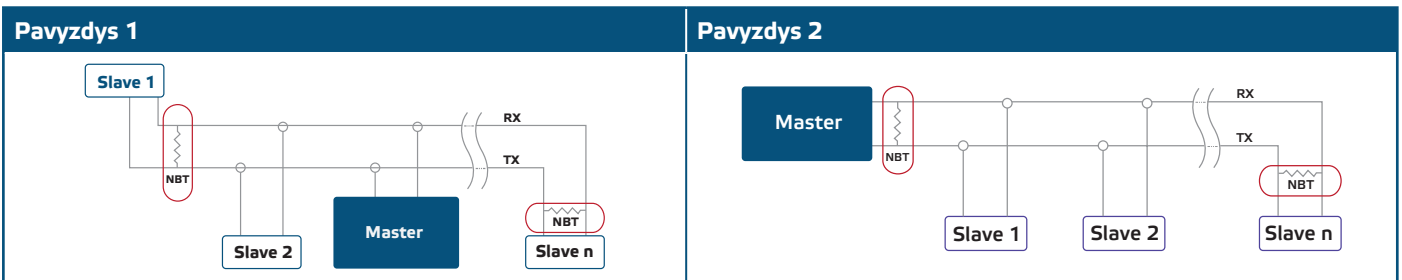 Pavyzdys 1
Slave 1
RX
TX
NBT
NBT
Master
Slave 2
Slave n
Pavyzdys 2
RX
Master
TX
NBT
NBT
Slave 1
Slave 2
Slave n